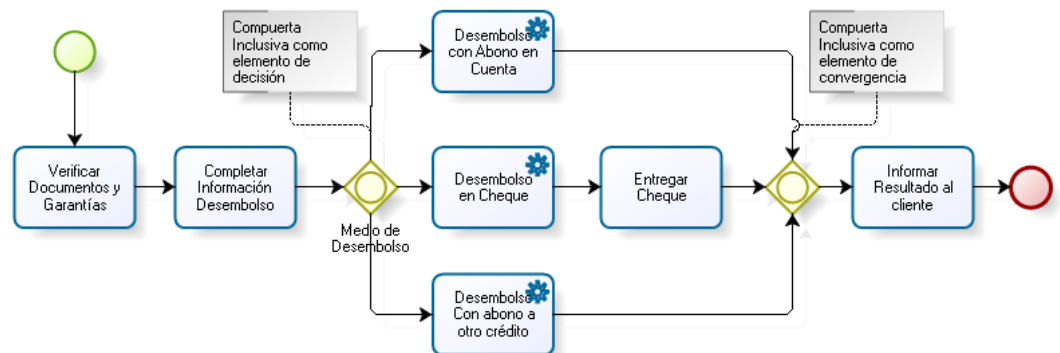 Compuerta
Inclusiva como
elemento de
decisión
Desembolso
con Abono en
Cuenta
Compuerta
Inclusiva como
elemento de
convergencia
Verificar
Documentos y
Garantías
Completar
Información
Desembolso
Medio de
Desembolso
Desembolso
en Cheque
Entregar
Cheque
Informar
Resultado al
cliente
Desembolso
Con abono a
otro crédito